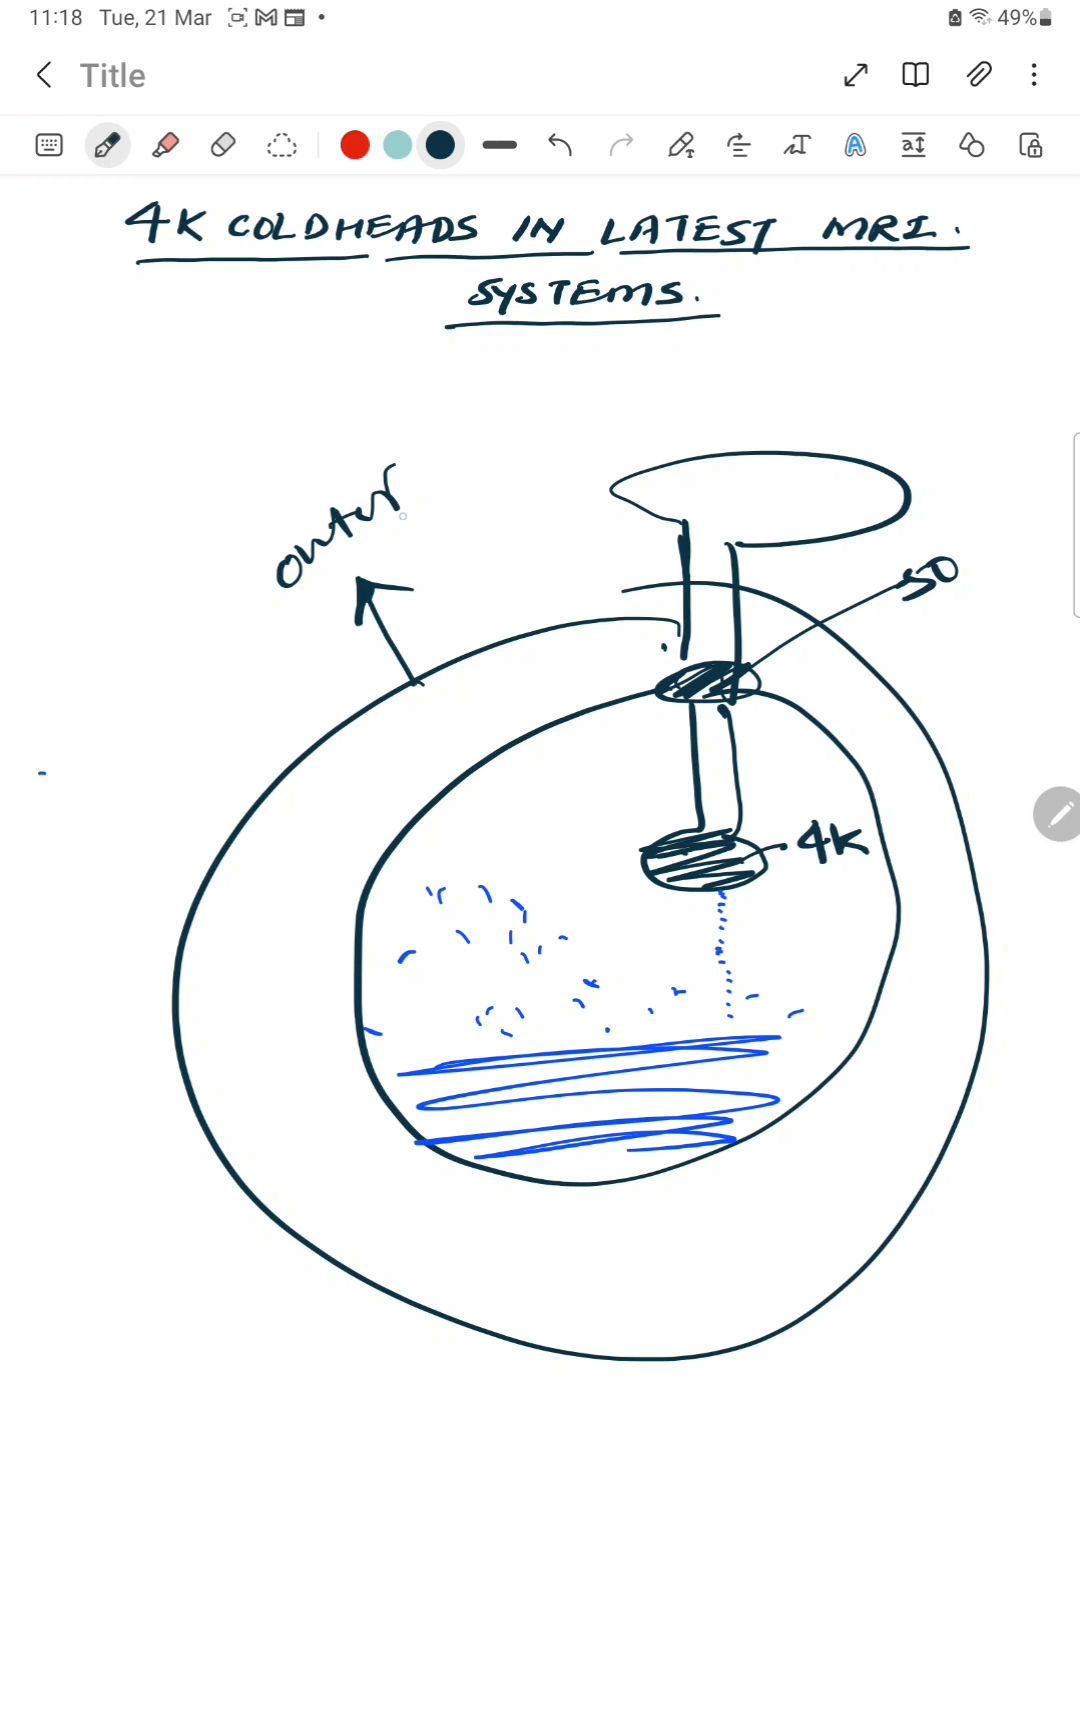 11:18 Tue, 21 Mar
49%
Title
4K COLDHEADS IN LATEST MRI.
SYSTEMS.
outer
50
4K